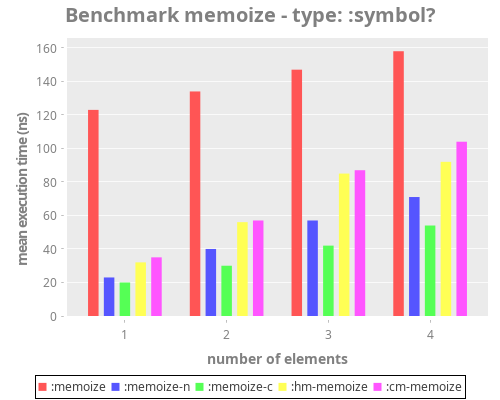 Benchmark memoize - type: :symbol?
mean execution time (ns)
160
140
120
100
80
60
40
20
0
1 2 3 4
number of elements
:memoize :memoize-n :memoize-c :hm-memoize :cm-memoize